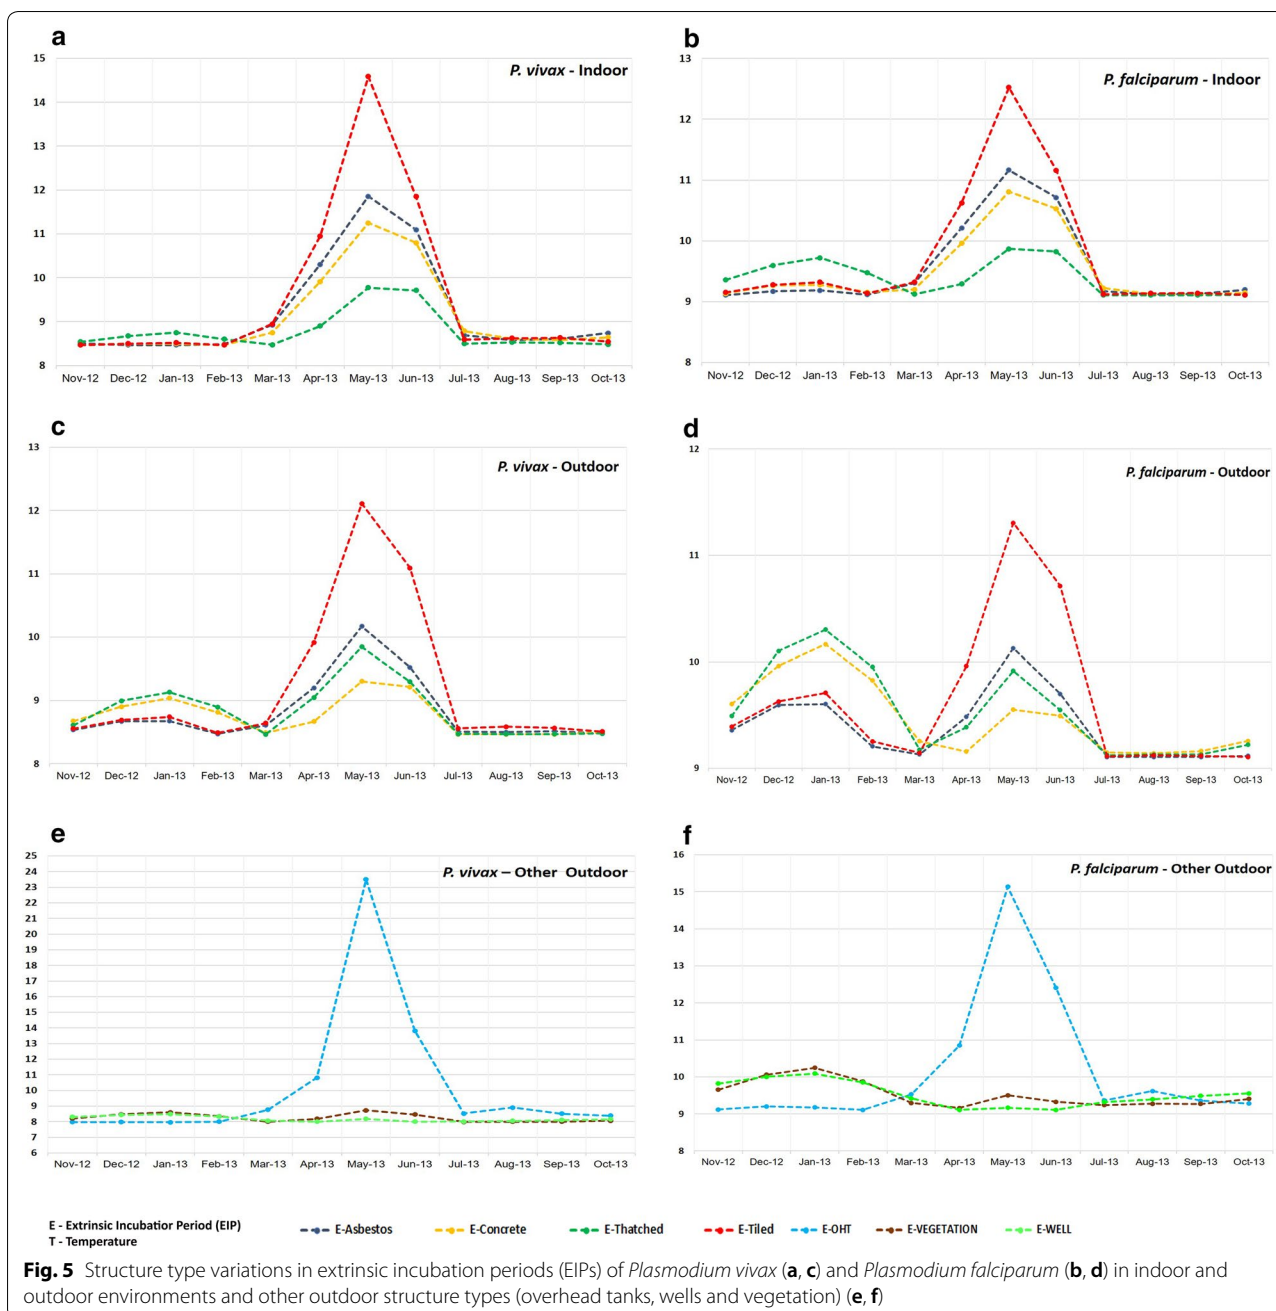 a
P. vivax - Indoor
15
14
13
12
11
10
9
8
Nov-12 Dec-12 Jan-13 Feb-13 Mar-13 Apr-13 May-13 Jun-13 Jul-13 Aug-13 Sep-13 Oct-13
b
P. falciparum - Indoor
13
12
11
10
9
8
Nov-12 Dec-12 Jan-13 Feb-13 Mar-13 Apr-13 May-13 Jun-13 Jul-13 Aug-13 Sep-13 Oct-13
c
P. vivax - Outdoor
13
12
11
10
9
8
Nov-12 Dec-12 Jan-13 Feb-13 Mar-13 Apr-13 May-13 Jun-13 Jul-13 Aug-13 Sep-13 Oct-13
d
P. falciparum - Outdoor
12
11
10
9
Nov-12 Dec-12 Jan-13 Feb-13 Mar-13 Apr-13 May-13 Jun-13 Jul-13 Aug-13 Sep-13 Oct-13
e
P. vivax – Other Outdoor
25
24
23
22
21
20
19
18
17
16
15
14
13
12
11
10
9
8
7
6
Nov-12 Dec-12 Jan-13 Feb-13 Mar-13 Apr-13 May-13 Jun-13 Jul-13 Aug-13 Sep-13 Oct-13
f
P. falciparum - Other Outdoor
16
15
14
13
12
11
10
9
8
Nov-12 Dec-12 Jan-13 Feb-13 Mar-13 Apr-13 May-13 Jun-13 Jul-13 Aug-13 Sep-13 Oct-13
E - Extrinsic Incubatior Period (EIP)
T - Temperature
E-Asbestos E-Concrete E-Thatched E-Tiled E-OHT E-VEGETATION E-WELL
Fig. 5 Structure type variations in extrinsic incubation periods (EIPs) of Plasmodium vivax (a, c) and Plasmodium falciparum (b, d) in indoor and
outdoor environments and other outdoor structure types (overhead tanks, wells and vegetation) (e, f)